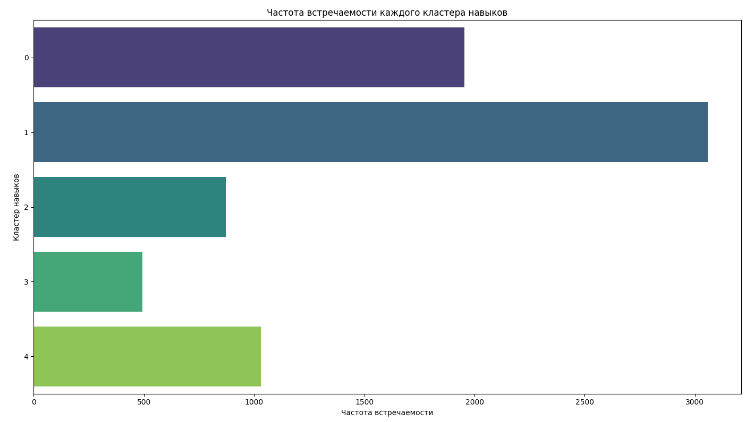 Частота встречаемости каждого кластера навыков
0
1
2
3
4
Кластер навыков
0 500 1000 1500 2000 2500 3000
Частота встречаемости